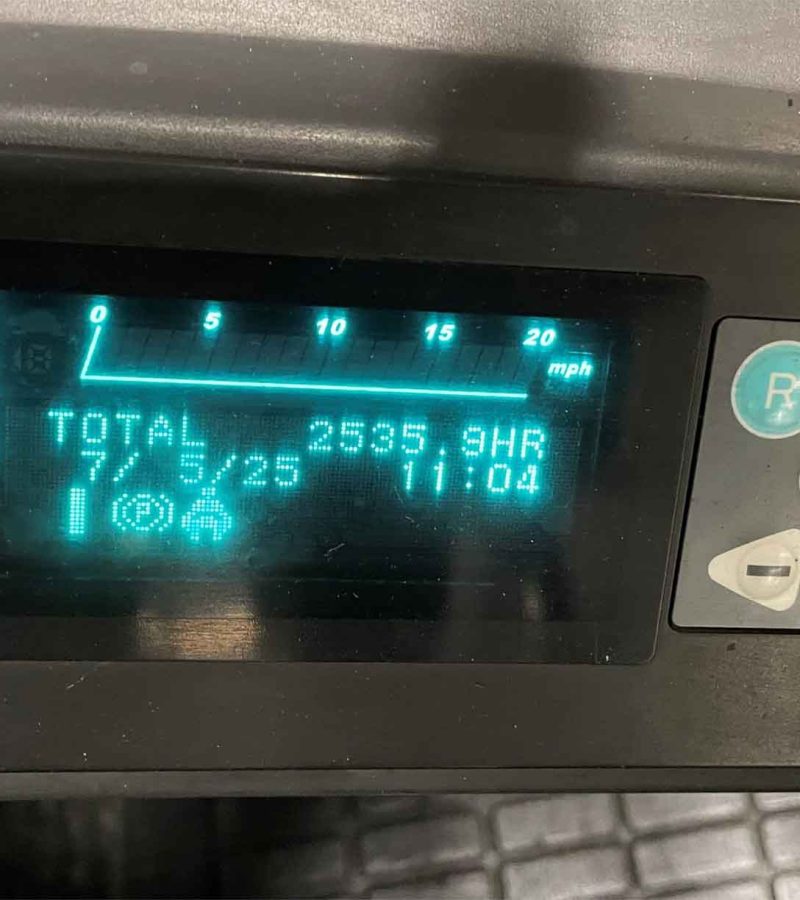 0 5 10 15 20
mph
TOTAL 2535.9HR
7/ 5/25 11:04
(P)
R